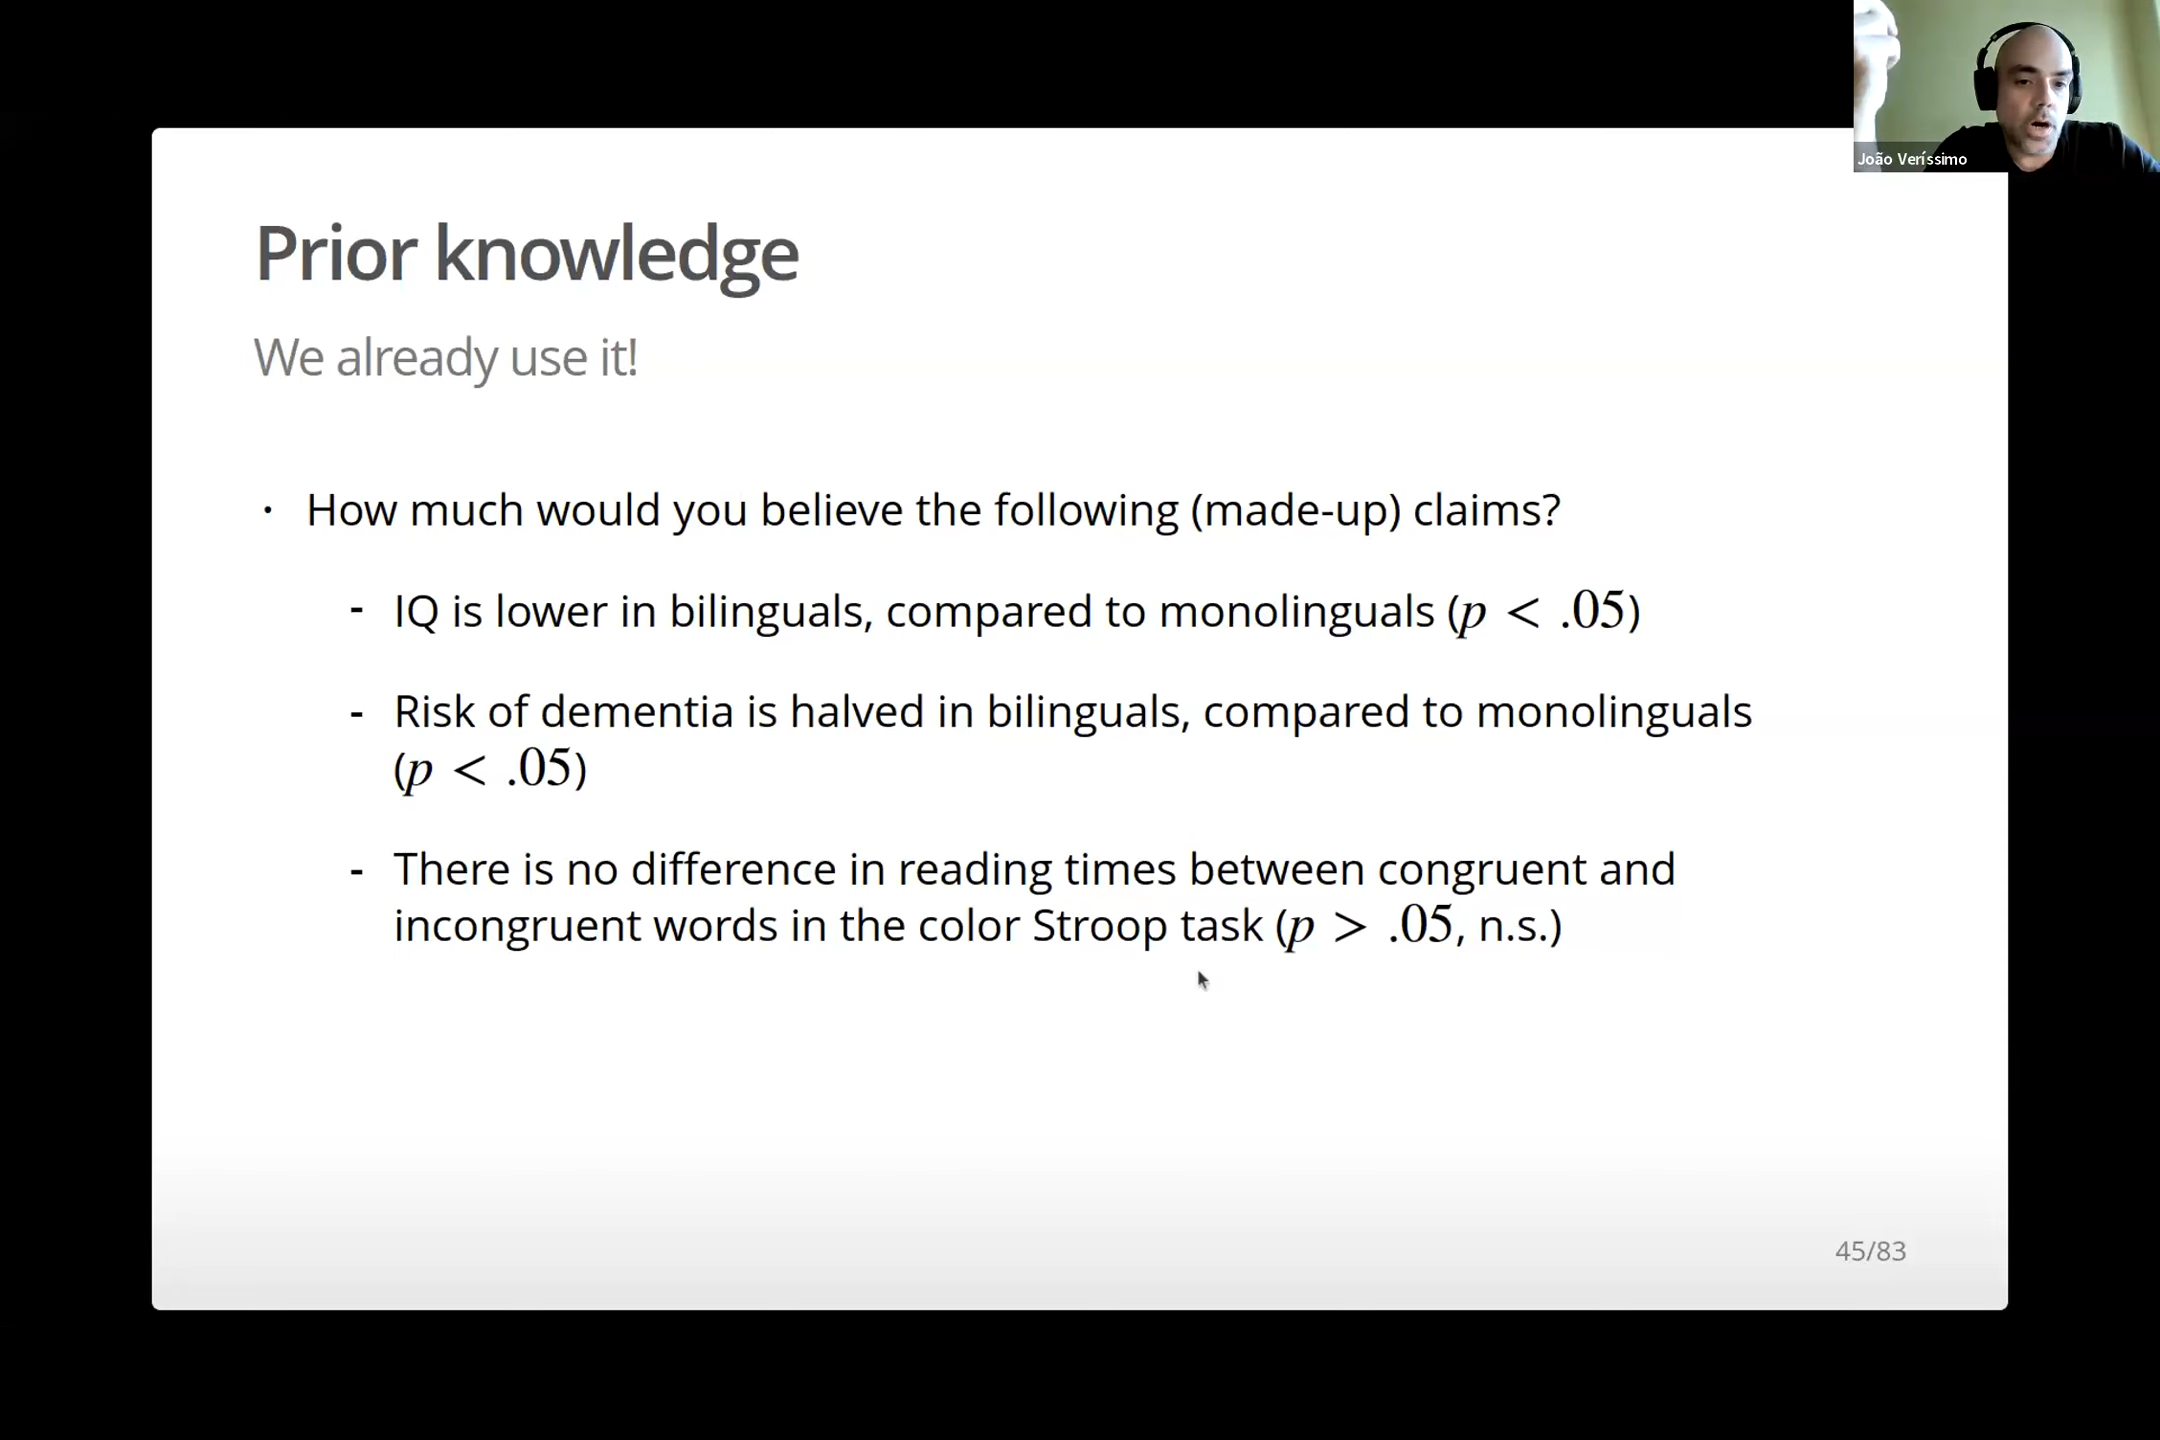 João Veríssimo
Prior knowledge
We already use it!
· How much would you believe the following (made-up) claims?
- IQ is lower in bilinguals, compared to monolinguals (p < .05)
- Risk of dementia is halved in bilinguals, compared to monolinguals
(p < .05)
- There is no difference in reading times between congruent and
incongruent words in the color Stroop task (p > .05, n.s.)
45/83